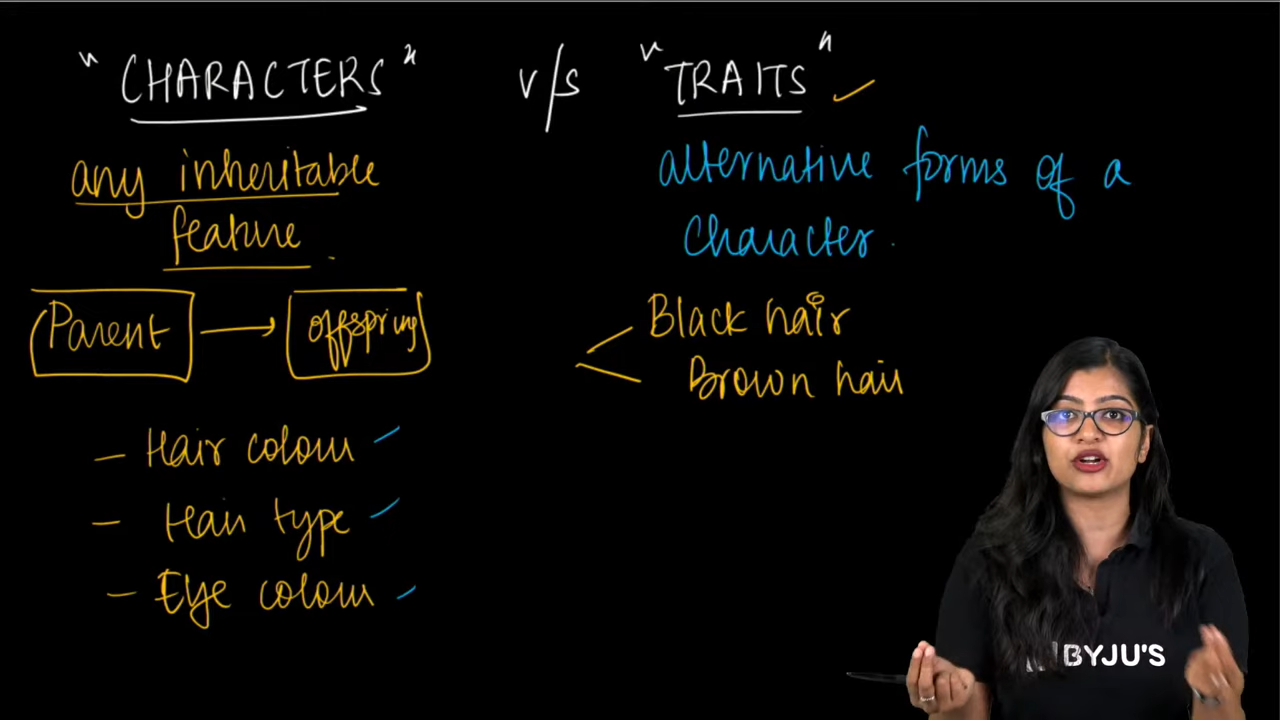 "CHARACTERS" v/s "TRAITS"
any inheritable
feature.
Parent → offspring
- Hair colour
- Hair type
- Eye colour
alternative forms of a
character.
Black hair
Brown hair
BYJU'S